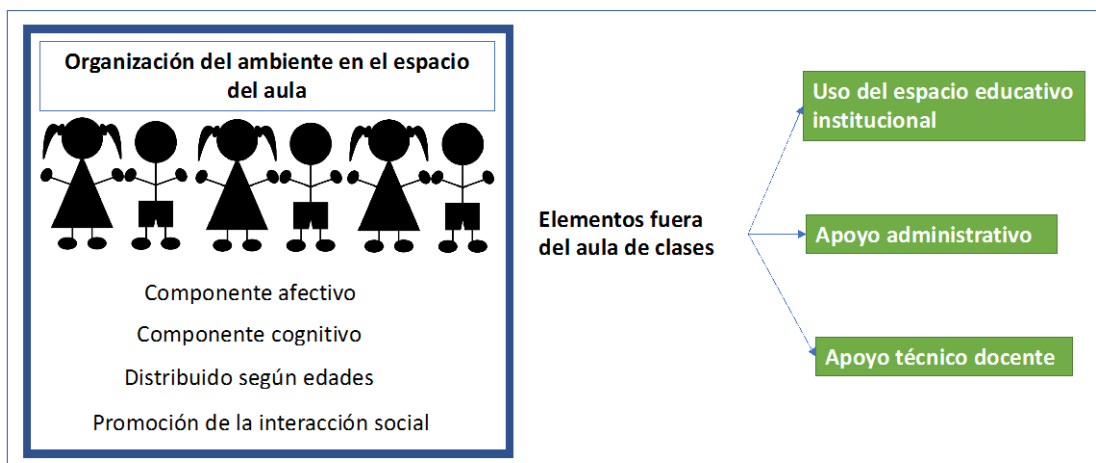 Organización del ambiente en el espacio
del aula
Componente afectivo
Componente cognitivo
Distribuido según edades
Promoción de la interacción social
Elementos fuera
del aula de clases
Uso del espacio educativo
institucional
Apoyo administrativo
Apoyo técnico docente